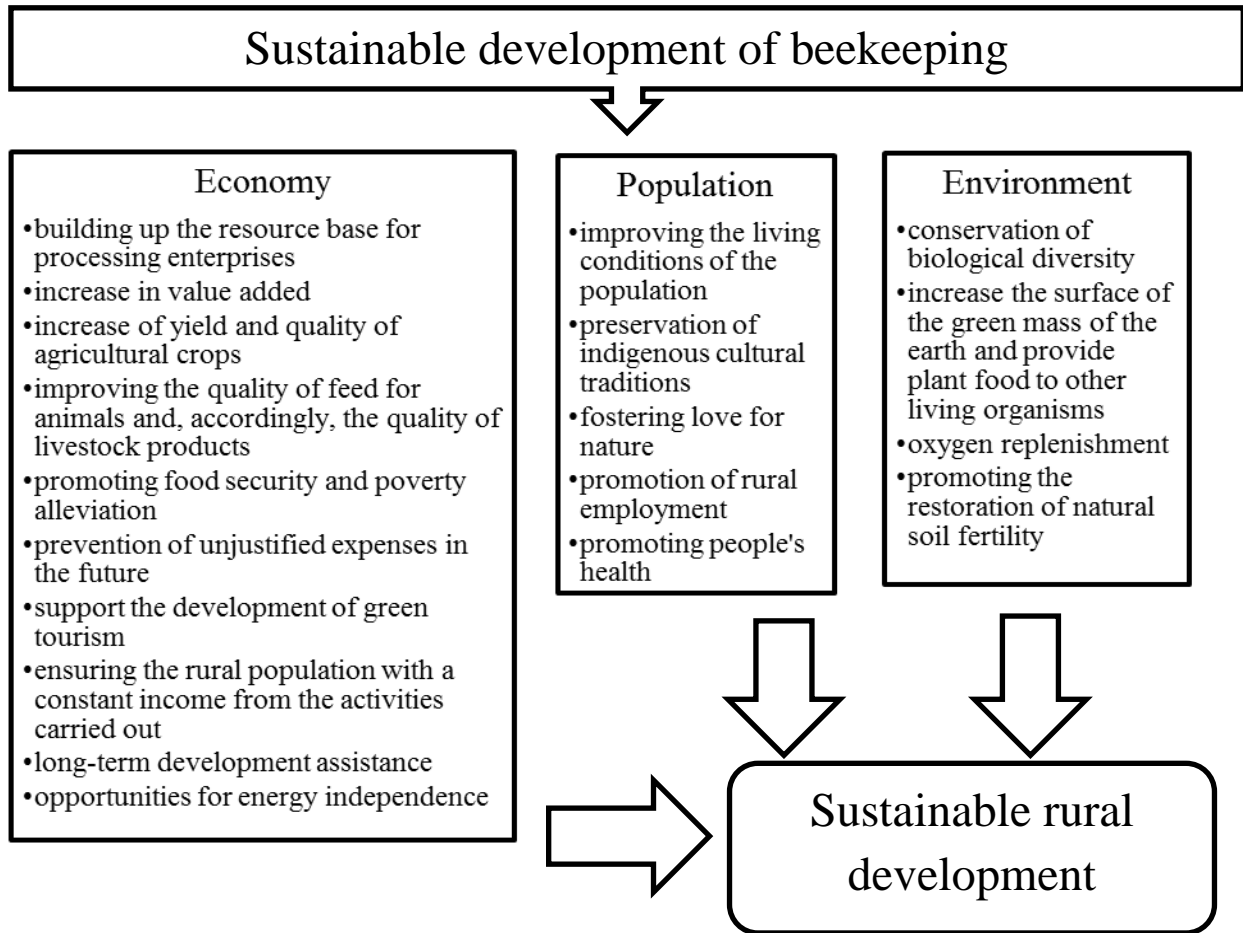 Sustainable development of beekeeping
Economy
•building up the resource base for
processing enterprises
•increase in value added
•increase of yield and quality of
agricultural crops
•improving the quality of feed for
animals and, accordingly, the quality of
livestock products
•promoting food security and poverty
alleviation
•prevention of unjustified expenses in
the future
•support the development of green
tourism
•ensuring the rural population with a
constant income from the activities
carried out
•long-term development assistance
•opportunities for energy independence
Population
•improving the living
conditions of the
population
•preservation of
indigenous cultural
traditions
•fostering love for
nature
•promotion of rural
employment
•promoting people's
health
Environment
•conservation of
biological diversity
•increase the surface of
the green mass of the
earth and provide
plant food to other
living organisms
•oxygen replenishment
•promoting the
restoration of natural
soil fertility
Sustainable rural
development